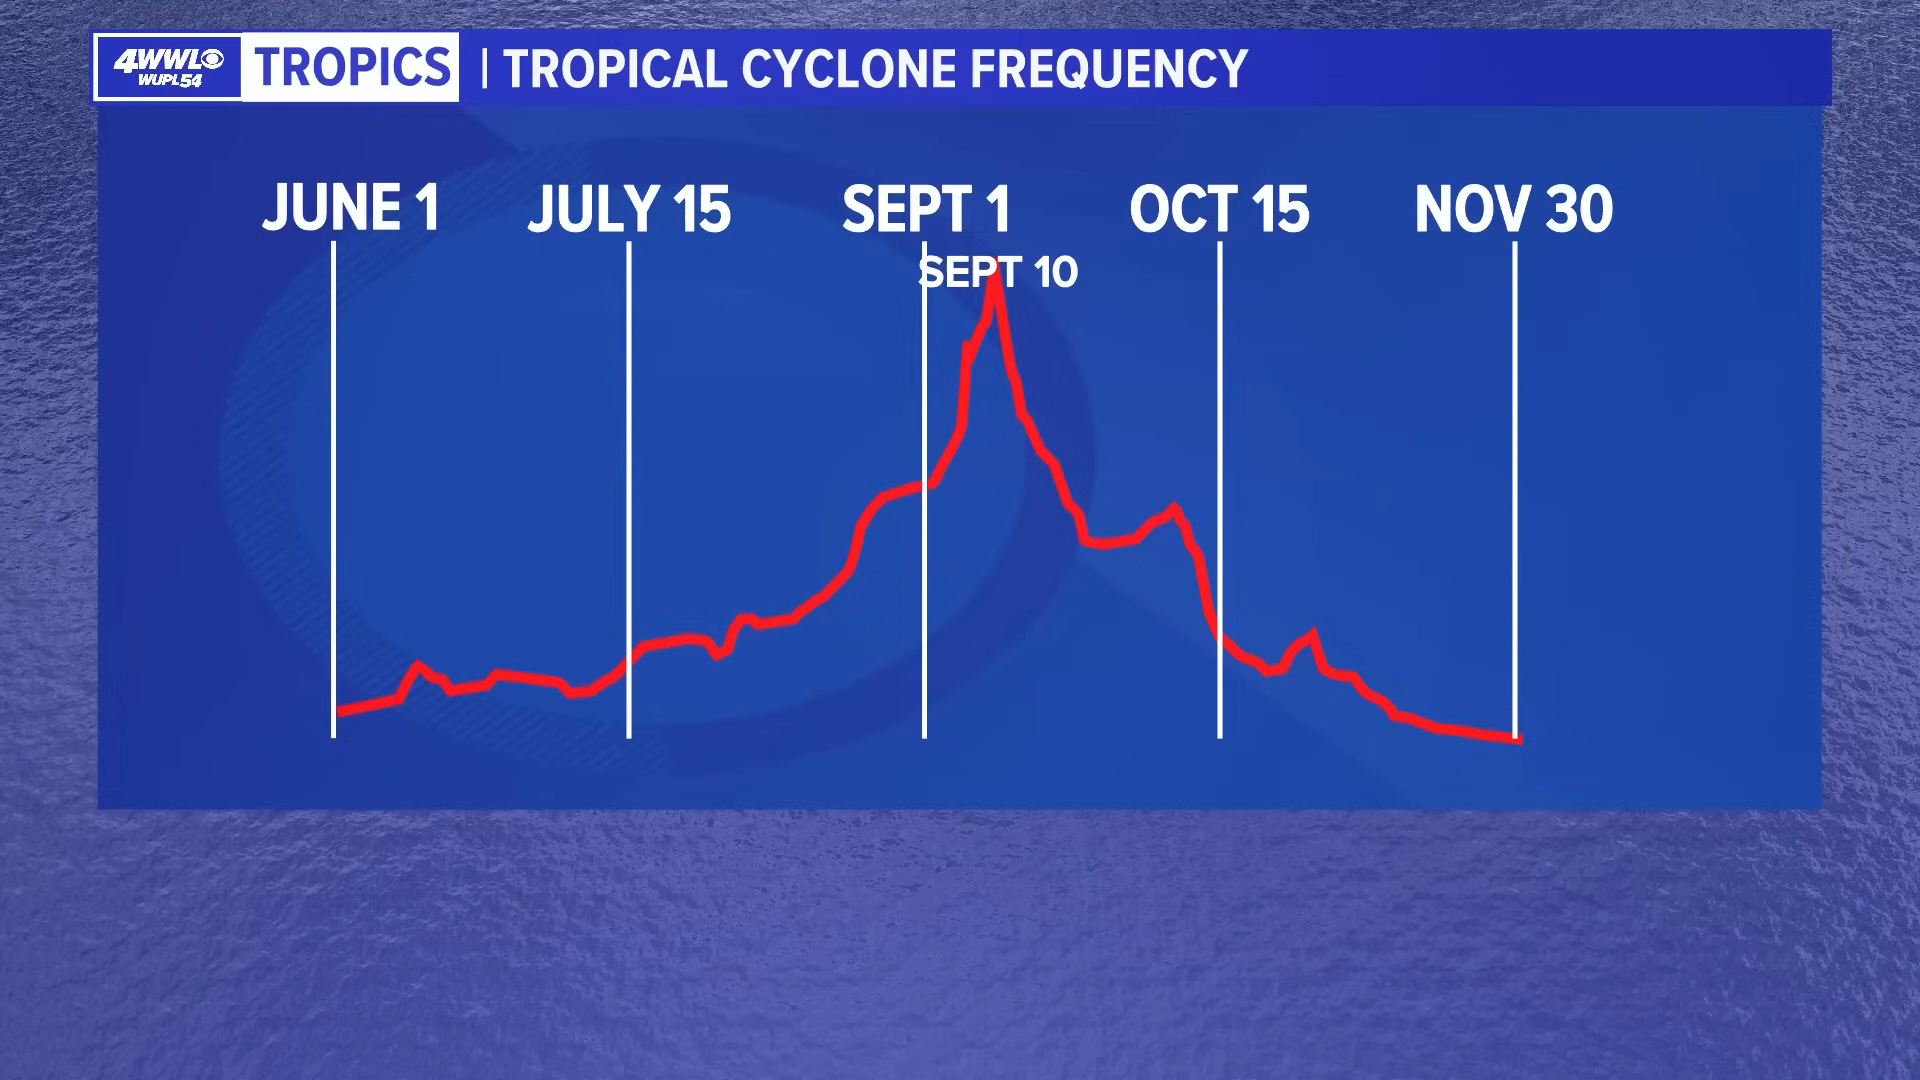 4WWL
WUPL54
TROPICS
| TROPICAL CYCLONE FREQUENCY
JUNE 1
JULY 15
SEPT 1
OCT 15
NOV 30
SEPT 10